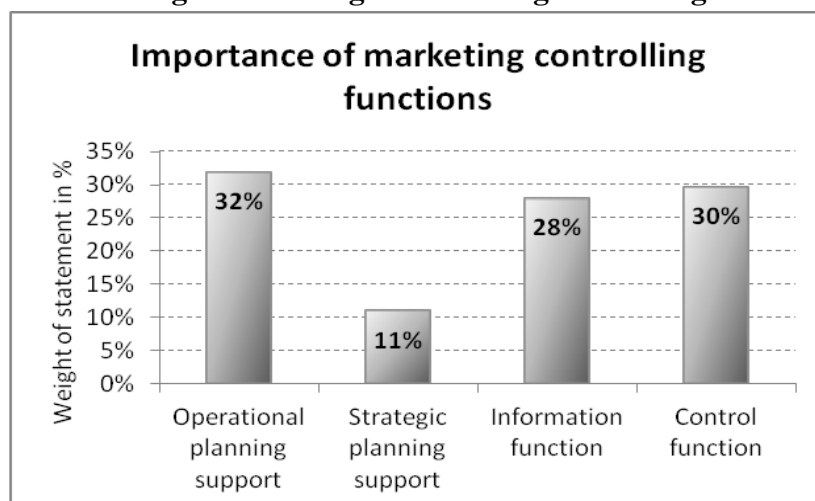 Importance of marketing controlling
functions
Weight of statement in %
35%
30%
25%
20%
15%
10%
5%
0%
32%
11%
28%
30%
Operational
planning
support
Strategic
planning
support
Information
function
Control
function